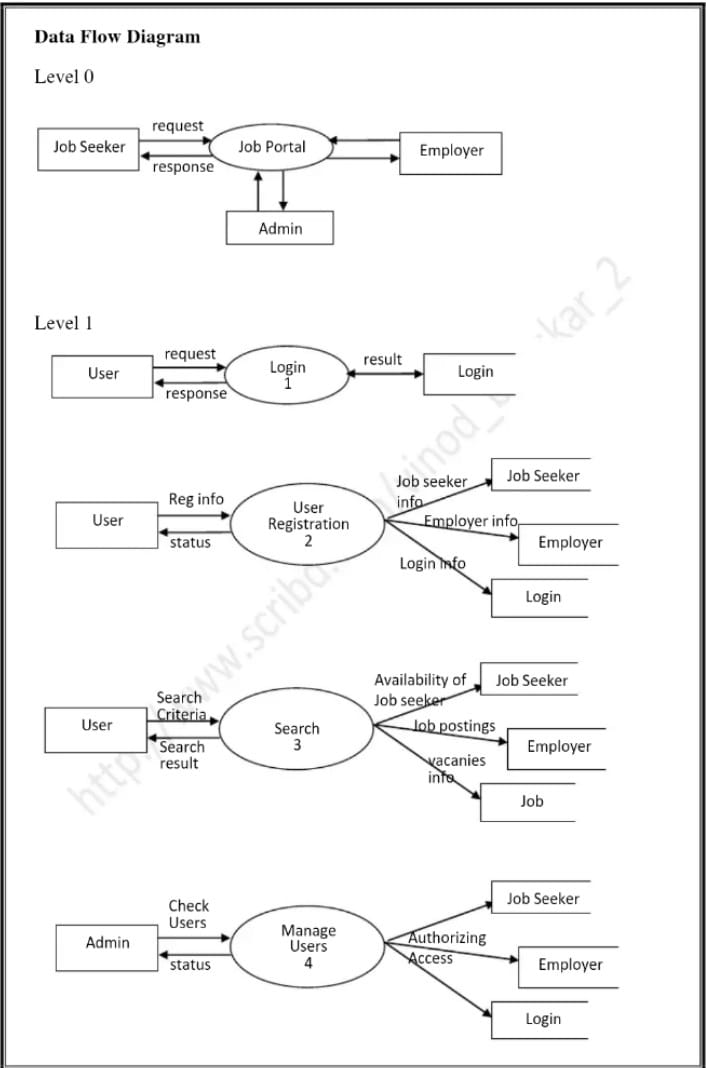 Data Flow Diagram
Level 0
request
Job Seeker
Job Portal
Employer
response
Admin
Level 1
request
result
User
Login
1
Login
response
Job seeker
info
Job Seeker
Reg info
User
User
Registration
2
Employer info
Employer
status
Login info
Login
Availability of
Job seeker
Job Seeker
Search
Criteria
User
Search
3
Job postings
Employer
Search
result
vacanies
info
Job
Check
Users
Job Seeker
Admin
Manage
Users
4
Authorizing
Access
Employer
status
Login